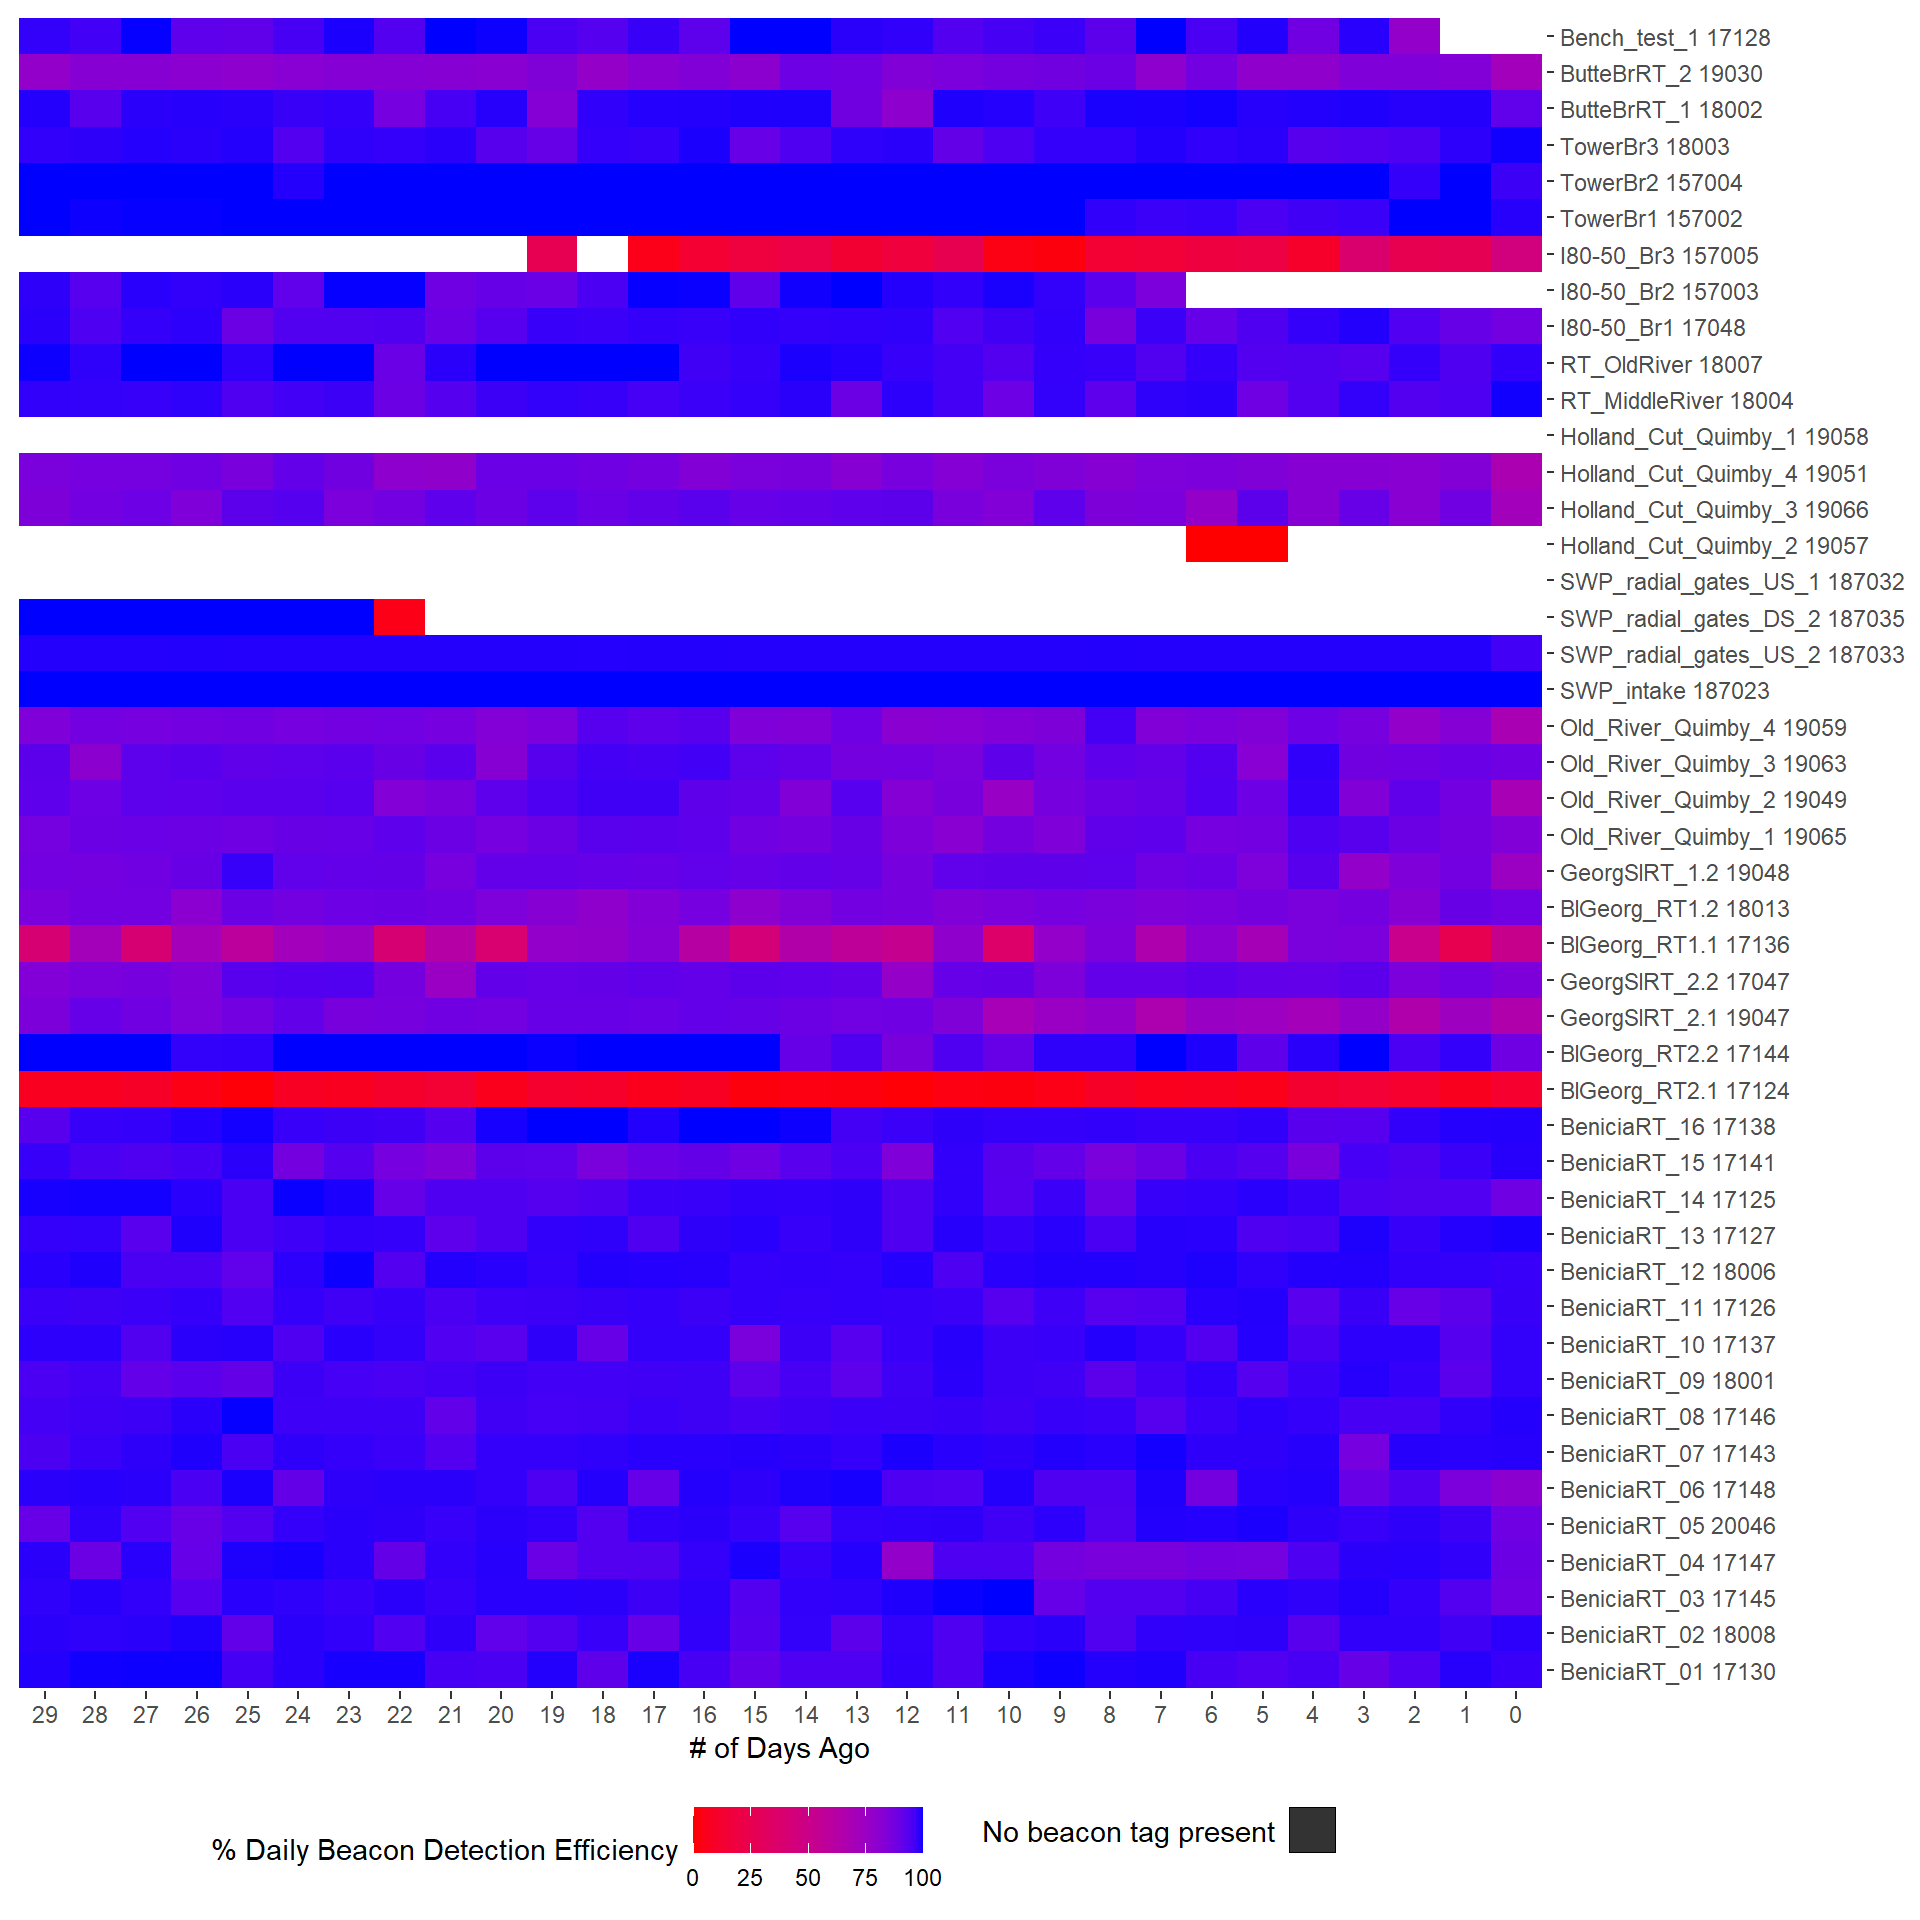 Bench_test_1 17128
ButteBrRT_2 19030
ButteBrRT_1 18002
TowerBr3 18003
TowerBr2 157004
TowerBr1 157002
I80-50_Br3 157005
I80-50_Br2 157003
I80-50_Br1 17048
RT_OldRiver 18007
RT_MiddleRiver 18004
Holland_Cut_Quimby_1 19058
Holland_Cut_Quimby_4 19051
Holland_Cut_Quimby_3 19066
Holland_Cut_Quimby_2 19057
SWP_radial_gates_US_1 187032
SWP_radial_gates_DS_2 187035
SWP_radial_gates_US_2 187033
SWP_intake 187023
Old_River_Quimby_4 19059
Old_River_Quimby_3 19063
Old_River_Quimby_2 19049
Old_River_Quimby_1 19065
GeorgSlRT_1.2 19048
BlGeorg_RT1.2 18013
BlGeorg_RT1.1 17136
GeorgSlRT_2.2 17047
GeorgSlRT_2.1 19047
BlGeorg_RT2.2 17144
BlGeorg_RT2.1 17124
BeniciaRT_16 17138
BeniciaRT_15 17141
BeniciaRT_14 17125
BeniciaRT_13 17127
BeniciaRT_12 18006
BeniciaRT_11 17126
BeniciaRT_10 17137
BeniciaRT_09 18001
BeniciaRT_08 17146
BeniciaRT_07 17143
BeniciaRT_06 17148
BeniciaRT_05 20046
BeniciaRT_04 17147
BeniciaRT_03 17145
BeniciaRT_02 18008
BeniciaRT_01 17130
29 28 27 26 25 24 23 22 21 20 19 18 17 16 15 14 13 12 11 10 9 8 7 6 5 4 3 2 1 0
# of Days Ago
% Daily Beacon Detection Efficiency
0 25 50 75 100
No beacon tag present